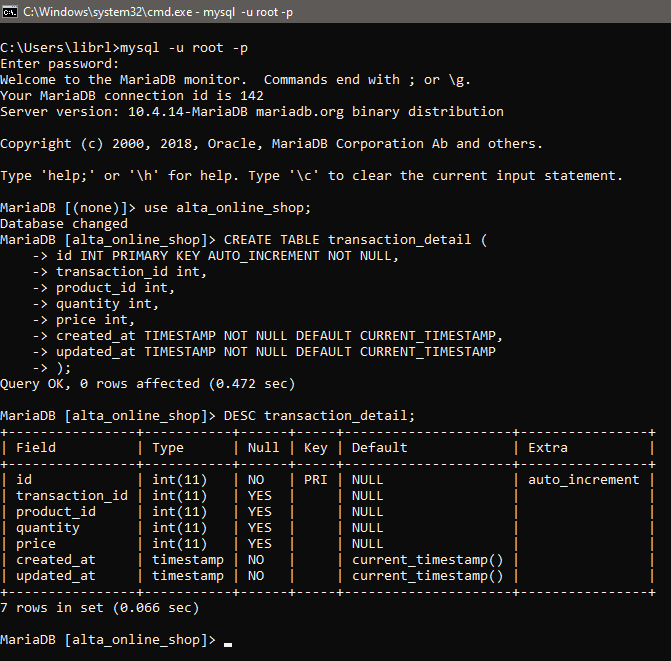 C:\Windows\system32\cmd.exe - mysql  -u root -p
C:\Users\librl>mysql -u root -p
Enter password:
Welcome to the MariaDB monitor.  Commands end with ; or \g.
Your MariaDB connection id is 142
Server version: 10.4.14-MariaDB mariadb.org binary distribution

Copyright (c) 2000, 2018, Oracle, MariaDB Corporation Ab and others.

Type 'help;' or '\h' for help. Type '\c' to clear the current input statement.

MariaDB [(none)]> use alta_online_shop;
Database changed
MariaDB [alta_online_shop]> CREATE TABLE transaction_detail (
    -> id INT PRIMARY KEY AUTO_INCREMENT NOT NULL,
    -> transaction_id int,
    -> product_id int,
    -> quantity int,
    -> price int,
    -> created_at TIMESTAMP NOT NULL DEFAULT CURRENT_TIMESTAMP,
    -> updated_at TIMESTAMP NOT NULL DEFAULT CURRENT_TIMESTAMP
    -> );
Query OK, 0 rows affected (0.472 sec)

MariaDB [alta_online_shop]> DESC transaction_detail;
+----------------+-----------+------+-----+---------------------+----------------+
| Field          | Type      | Null | Key | Default             | Extra          |
+----------------+-----------+------+-----+---------------------+----------------+
| id             | int(11)   | NO   | PRI | NULL                | auto_increment |
| transaction_id | int(11)   | YES  |     | NULL                |                |
| product_id     | int(11)   | YES  |     | NULL                |                |
| quantity       | int(11)   | YES  |     | NULL                |                |
| price          | int(11)   | YES  |     | NULL                |                |
| created_at     | timestamp | NO   |     | current_timestamp() |                |
| updated_at     | timestamp | NO   |     | current_timestamp() |                |
+----------------+-----------+------+-----+---------------------+----------------+
7 rows in set (0.066 sec)

MariaDB [alta_online_shop]> _